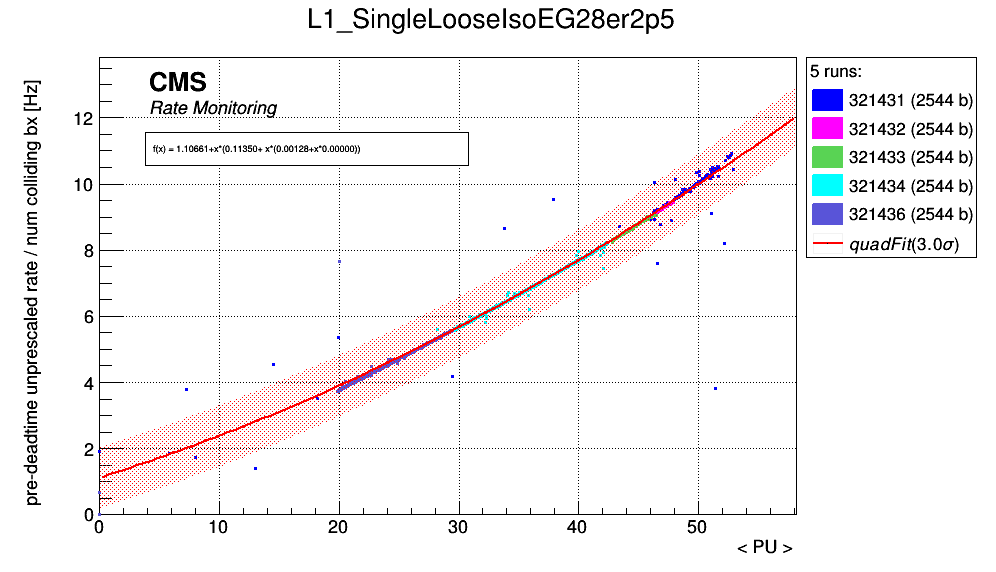 L1_SingleLooseIsoEG28er2p5
pre-deadtime unprescaled rate / num colliding bx [Hz]
CMS
Rate Monitoring
f(x) = 1.10661+x*(0.11350+ x*(0.00128+x*0.00000))
12
10
8
6
4
2
0
0 10 20 30 40 50
< PU >
5 runs:
321431 (2544 b)
321432 (2544 b)
321433 (2544 b)
321434 (2544 b)
321436 (2544 b)
quadFit(3.0σ)